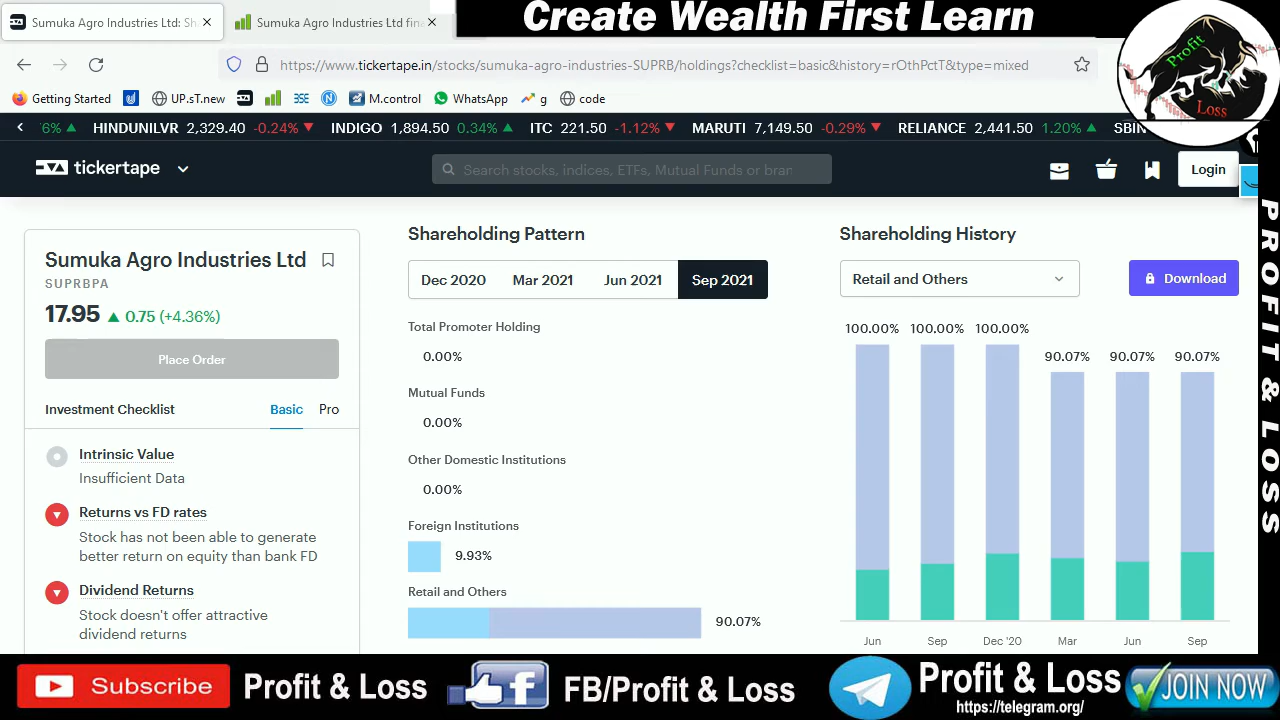 Sumuka Agro Industries Ltd: Sh
Sumuka Agro Industries Ltd fina
Create Wealth First Learn
https://www.tickertape.in/stocks/sumuka-agro-industries-SUPRB/holdings?checklist=basic&history=rOthPctT&type=mixed
Getting Started
UP.sT.new
M.control
WhatsApp
g
code
Profit
Loss
6% HINDUNILVR 2,329.40 -0.24% INDIGO 1,894.50 0.34% ITC 221.50 -1.12% MARUTI 7,149.50 -0.29% RELIANCE 2,441.50 1.20% SBIN
tickertape
Search stocks, indices, ETFs, Mutual Funds or bran
Login
PROFIT & LOSS
Sumuka Agro Industries Ltd
SUPRBPA
17.95 0.75 (+4.36%)
Place Order
Investment Checklist
Basic
Pro
Intrinsic Value
Insufficient Data
Returns vs FD rates
Stock has not been able to generate
better return on equity than bank FD
Dividend Returns
Stock doesn't offer attractive
dividend returns
Shareholding Pattern
Dec 2020
Mar 2021
Jun 2021
Sep 2021
Total Promoter Holding
0.00%
Mutual Funds
0.00%
Other Domestic Institutions
0.00%
Foreign Institutions
9.93%
Retail and Others
90.07%
Shareholding History
Retail and Others
Download
100.00%
100.00%
100.00%
90.07%
90.07%
90.07%
Jun
Sep
Dec '20
Mar
Jun
Sep
Subscribe
Profit & Loss
f
FB/Profit & Loss
Profit & Loss
https://telegram.org/
JOIN NOW